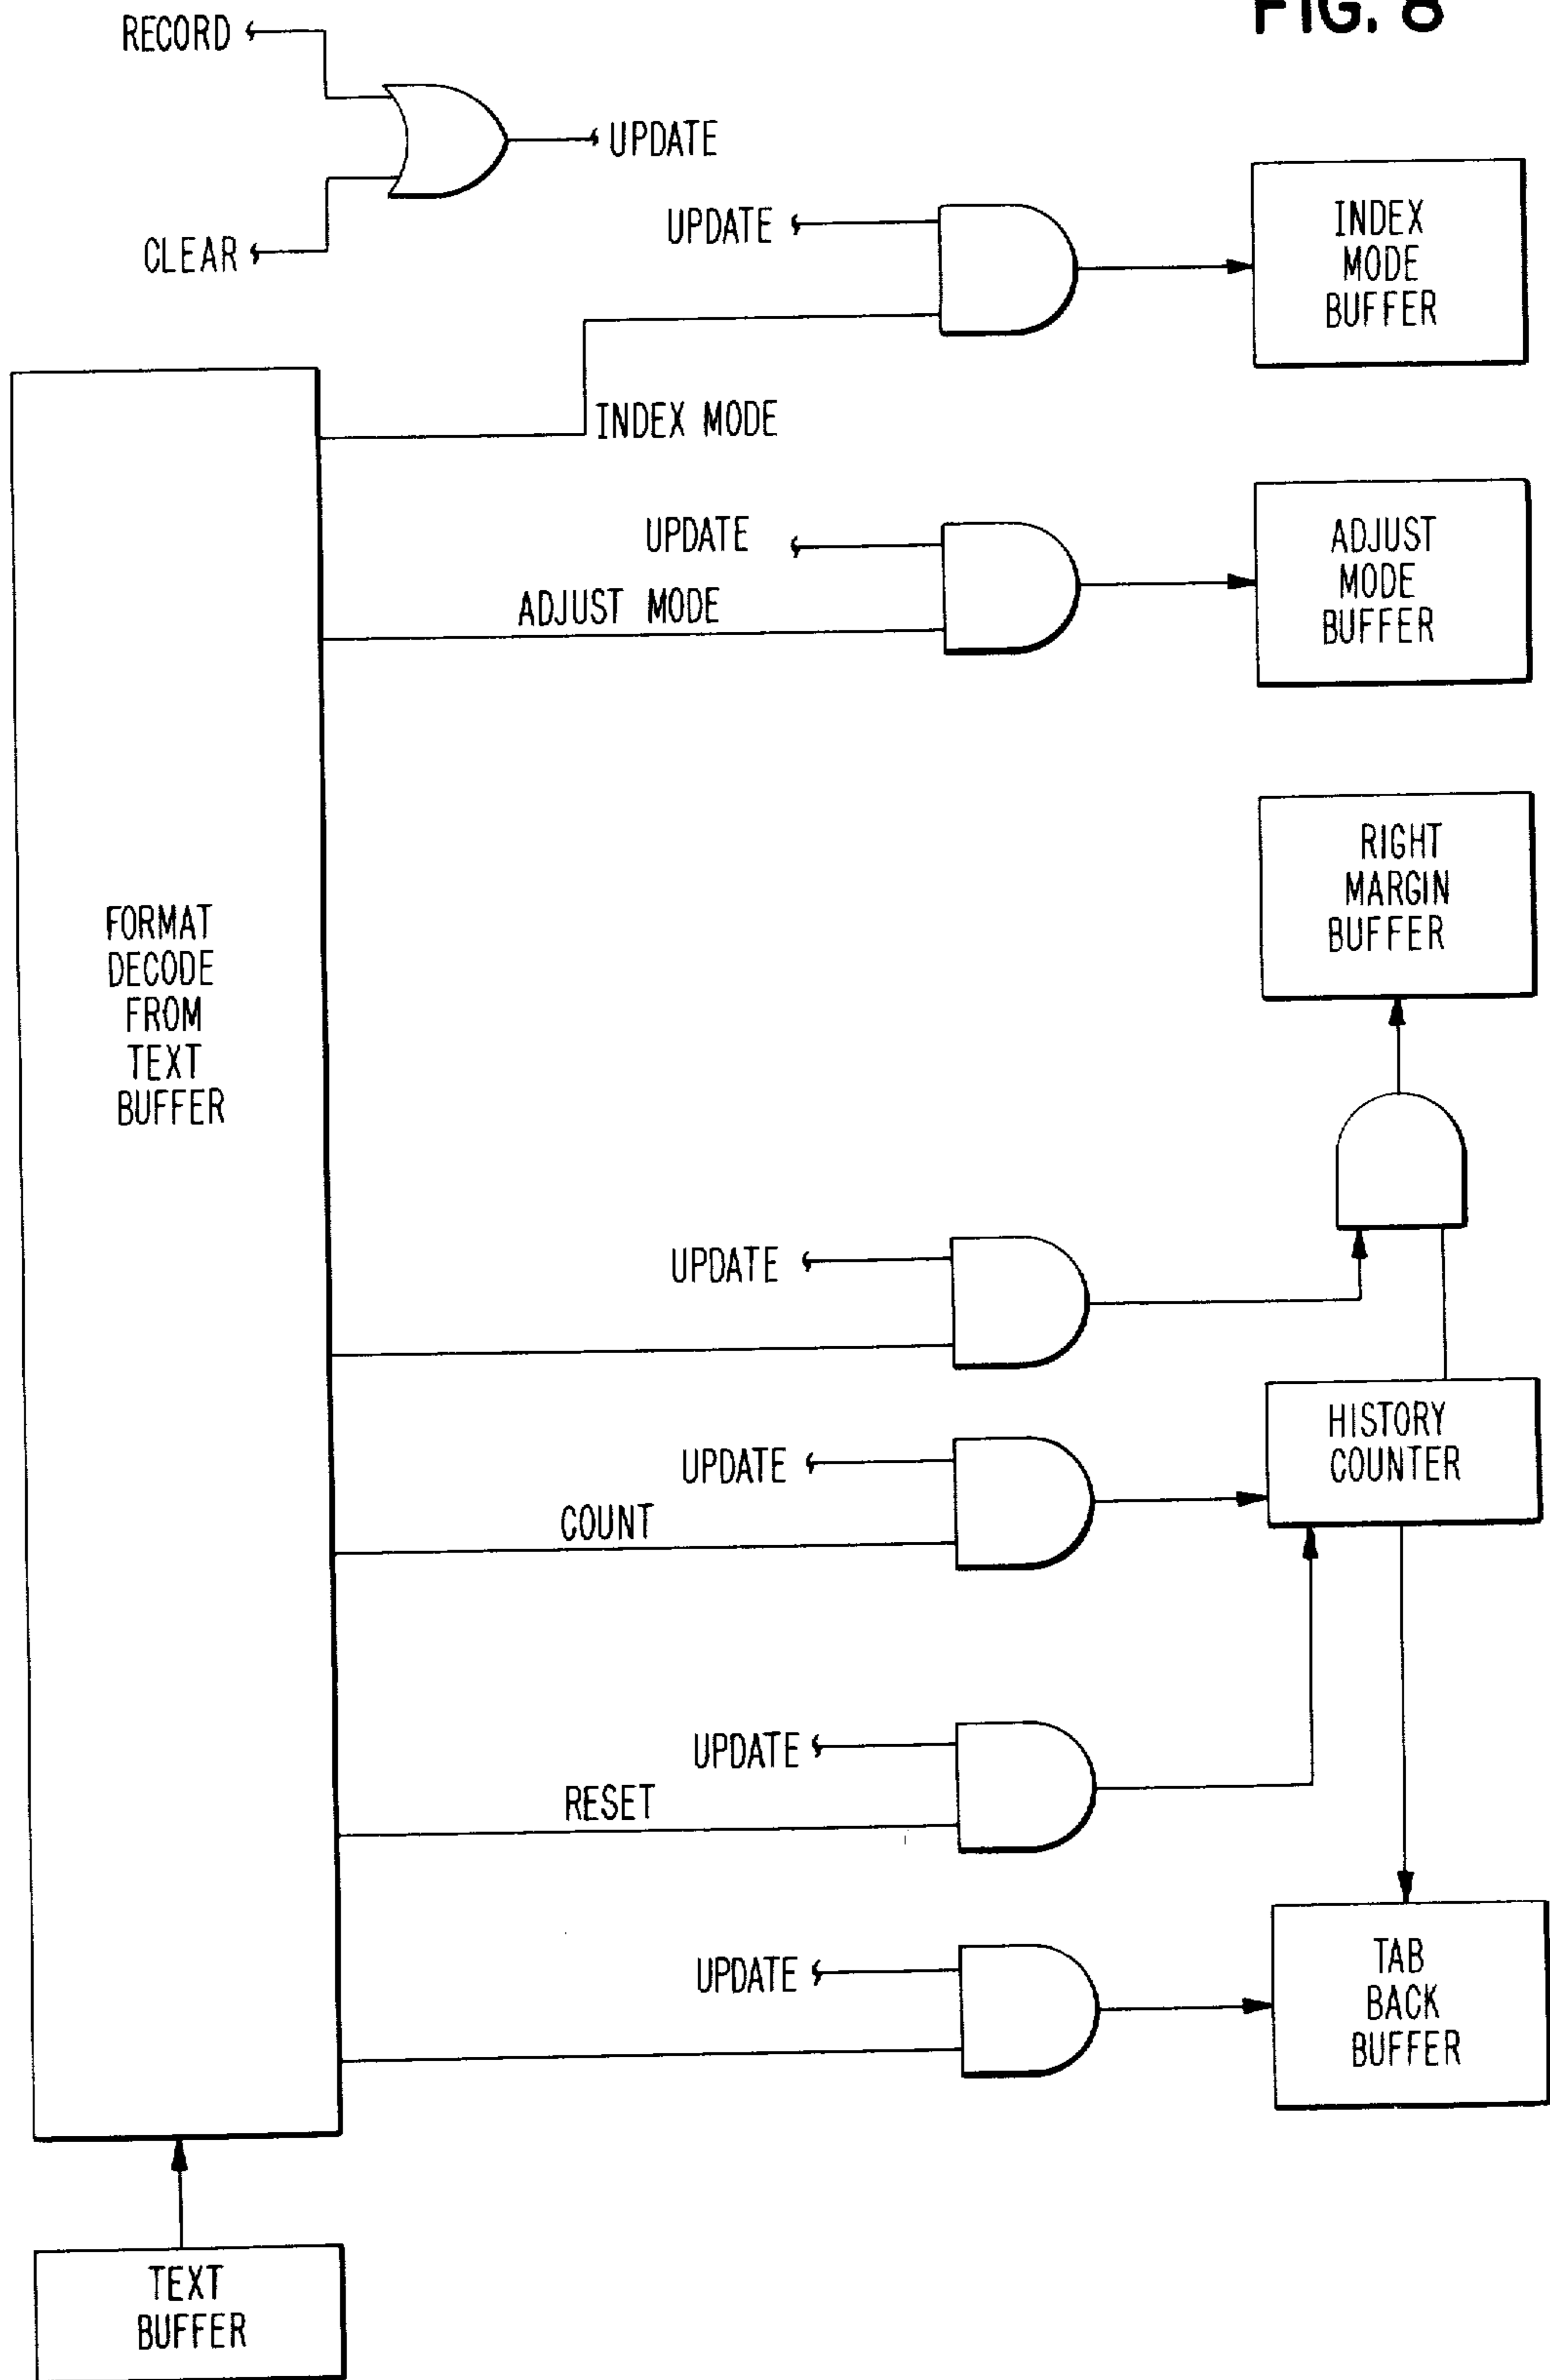 FIG. 8
RECORD
UPDATE
CLEAR
UPDATE
INDEX
MODE
BUFFER
INDEX MODE
UPDATE
ADJUST MODE
ADJUST
MODE
BUFFER
RIGHT
MARGIN
BUFFER
FORMAT
DECODE
FROM
TEXT
BUFFER
UPDATE
UPDATE
COUNT
HISTORY
COUNTER
UPDATE
RESET
UPDATE
TAB
BACK
BUFFER
TEXT
BUFFER